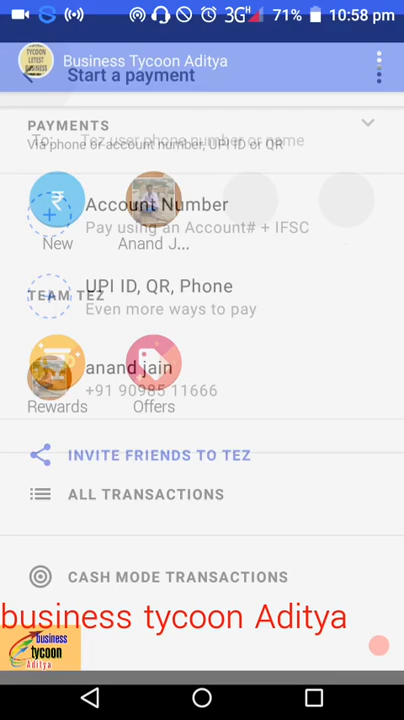 3G 71% 10:58 pm
Business Tycoon Aditya
Start a payment
PAYMENTS
To: Tez user phone number or name
Via phone or account number, UPI ID or QR
Account Number
Pay using an Account# + IFSC
New Anand J...
UPI ID, QR, Phone
TEAM TEZ
Even more ways to pay
anand jain
+91 90985 11666
Rewards Offers
INVITE FRIENDS TO TEZ
ALL TRANSACTIONS
CASH MODE TRANSACTIONS
business tycoon Aditya
business
tycoon
Aditya